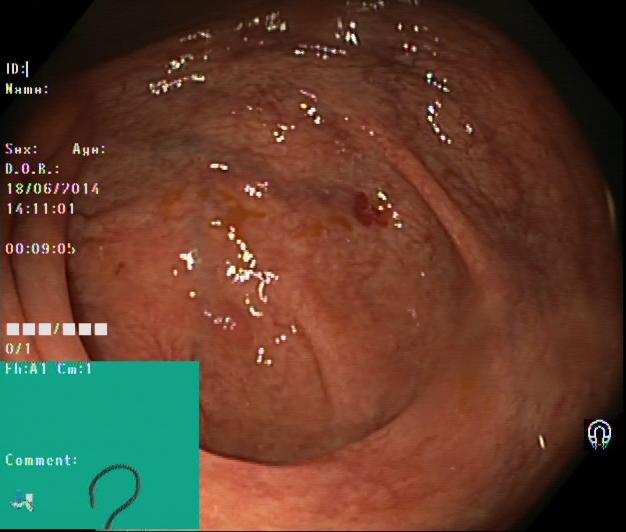 ID:
Name:
Sex: Age:
D.O.B.:
18/06/2014
14:11:01
00:09:05
■■■/■■■
0/1
Ph:A1 Cm:1
Comment: